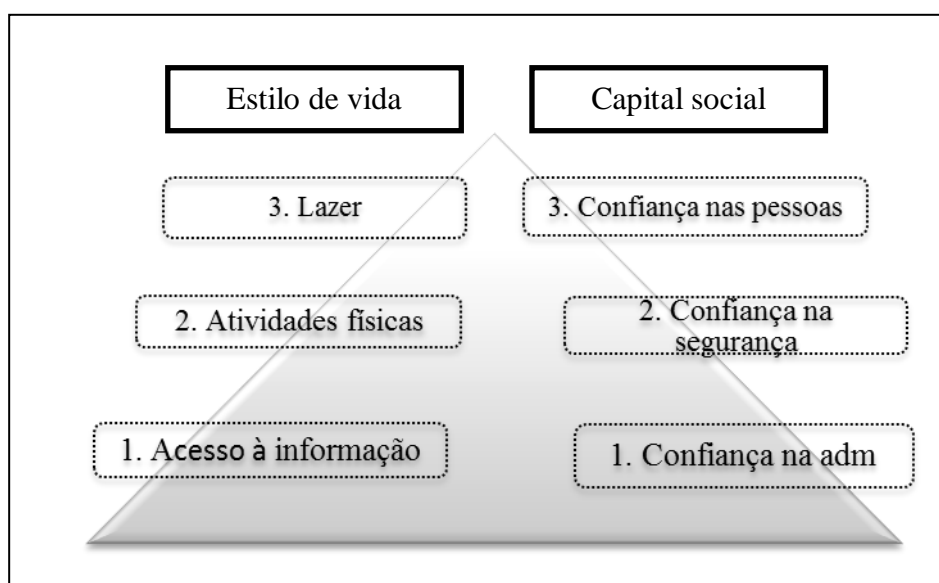 Estilo de vida
Capital social
3. Lazer
3. Confiança nas pessoas
2. Atividades físicas
2. Confiança na
segurança
1. Acesso à informação
1. Confiança na adm